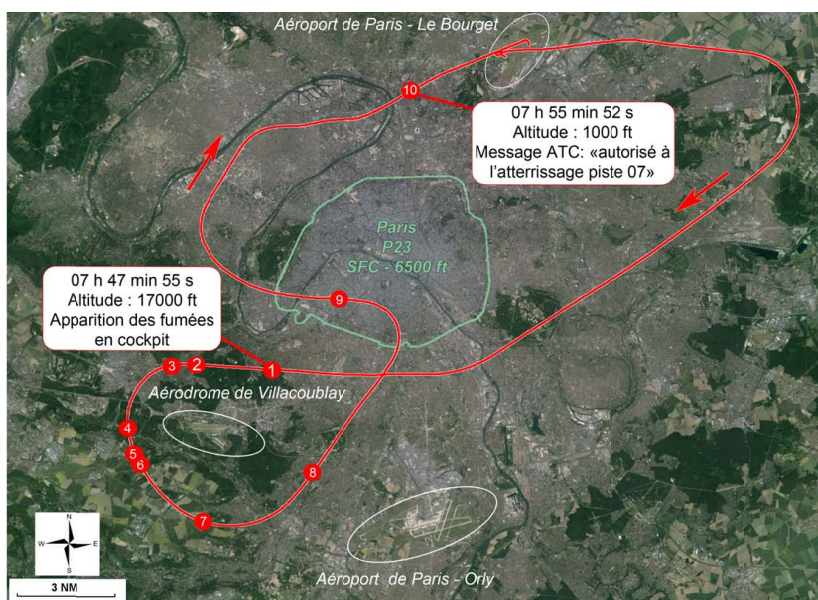 Aéroport de Paris - Le Bourget
10
07 h 55 min 52 s
Altitude : 1000 ft
Message ATC: «autorisé à
l'atterrissage piste 07»
Paris
P23
SFC - 6500 ft
07 h 47 min 55 s
Altitude : 17000 ft
Apparition des fumées
en cockpit
9
3
2
1
Aérodrome de Villacoublay
4
5
6
8
7
N
W
E
S
3 NM
Aéroport de Paris - Orly